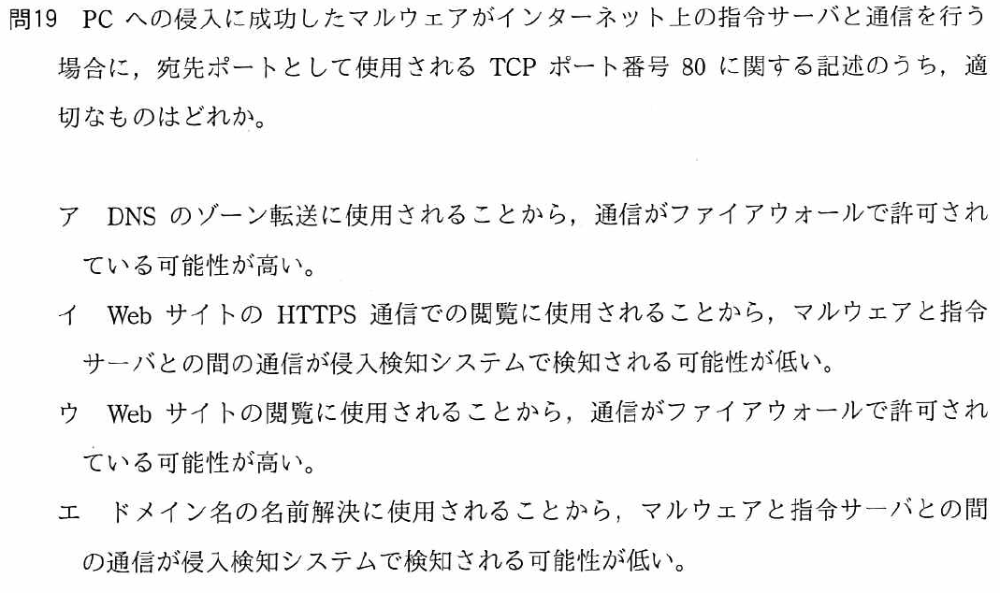 問19 PC への侵入に成功したマルウェアがインターネット上の指令サーバと通信を行う
場合に，宛先ポートとして使用される TCP ポート番号 80 に関する記述のうち，適
切なものはどれか。
ア DNS のゾーン転送に使用されることから，通信がファイアウォールで許可され
ている可能性が高い。
イ Web サイトの HTTPS 通信での閲覧に使用されることから，マルウェアと指令
サーバとの間の通信が侵入検知システムで検知される可能性が低い。
ウ Web サイトの閲覧に使用されることから，通信がファイアウォールで許可され
ている可能性が高い。
エ ドメイン名の名前解決に使用されることから，マルウェアと指令サーバとの間
の通信が侵入検知システムで検知される可能性が低い。